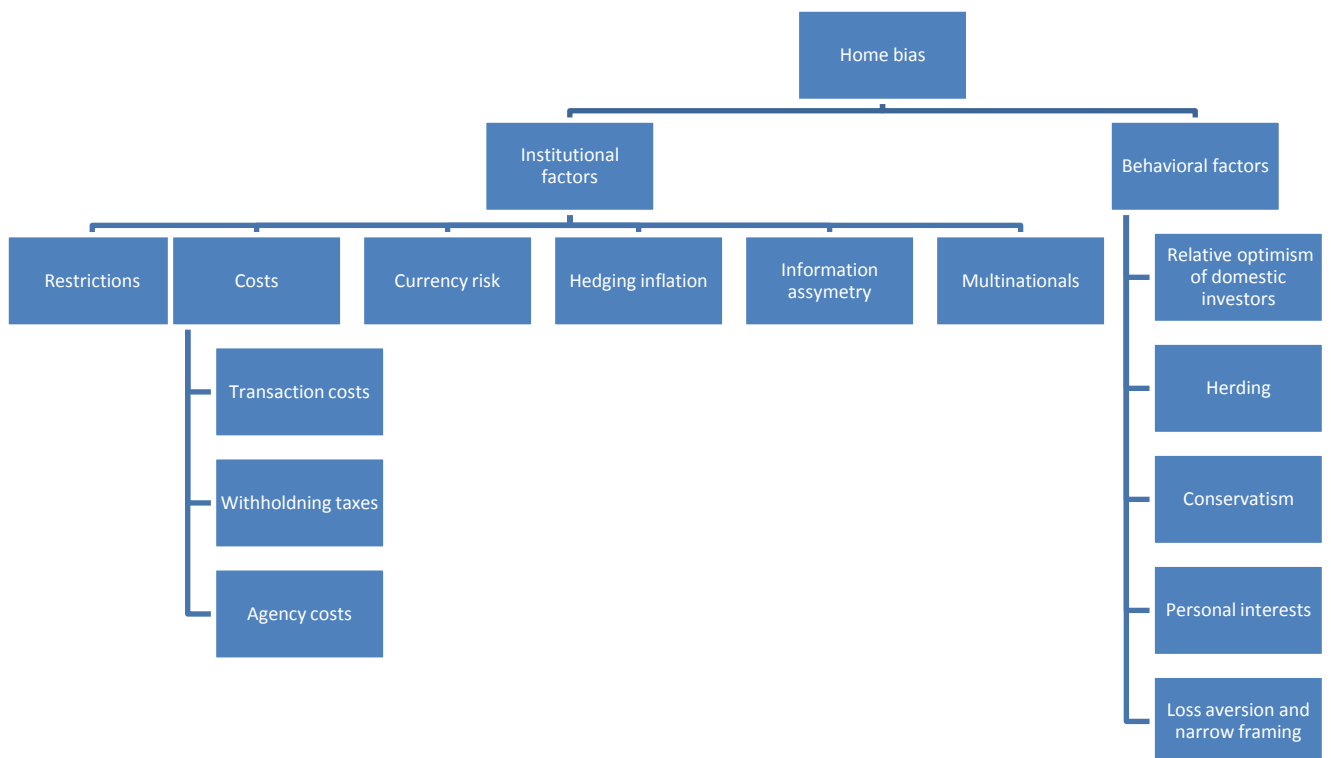 Home bias
Institutional
factors
Behavioral factors
Restrictions
Costs
Currency risk
Hedging inflation
Information
assymetry
Multinationals
Transaction costs
Withholdning taxes
Agency costs
Relative optimism
of domestic
investors
Herding
Conservatism
Personal interests
Loss aversion and
narrow framing